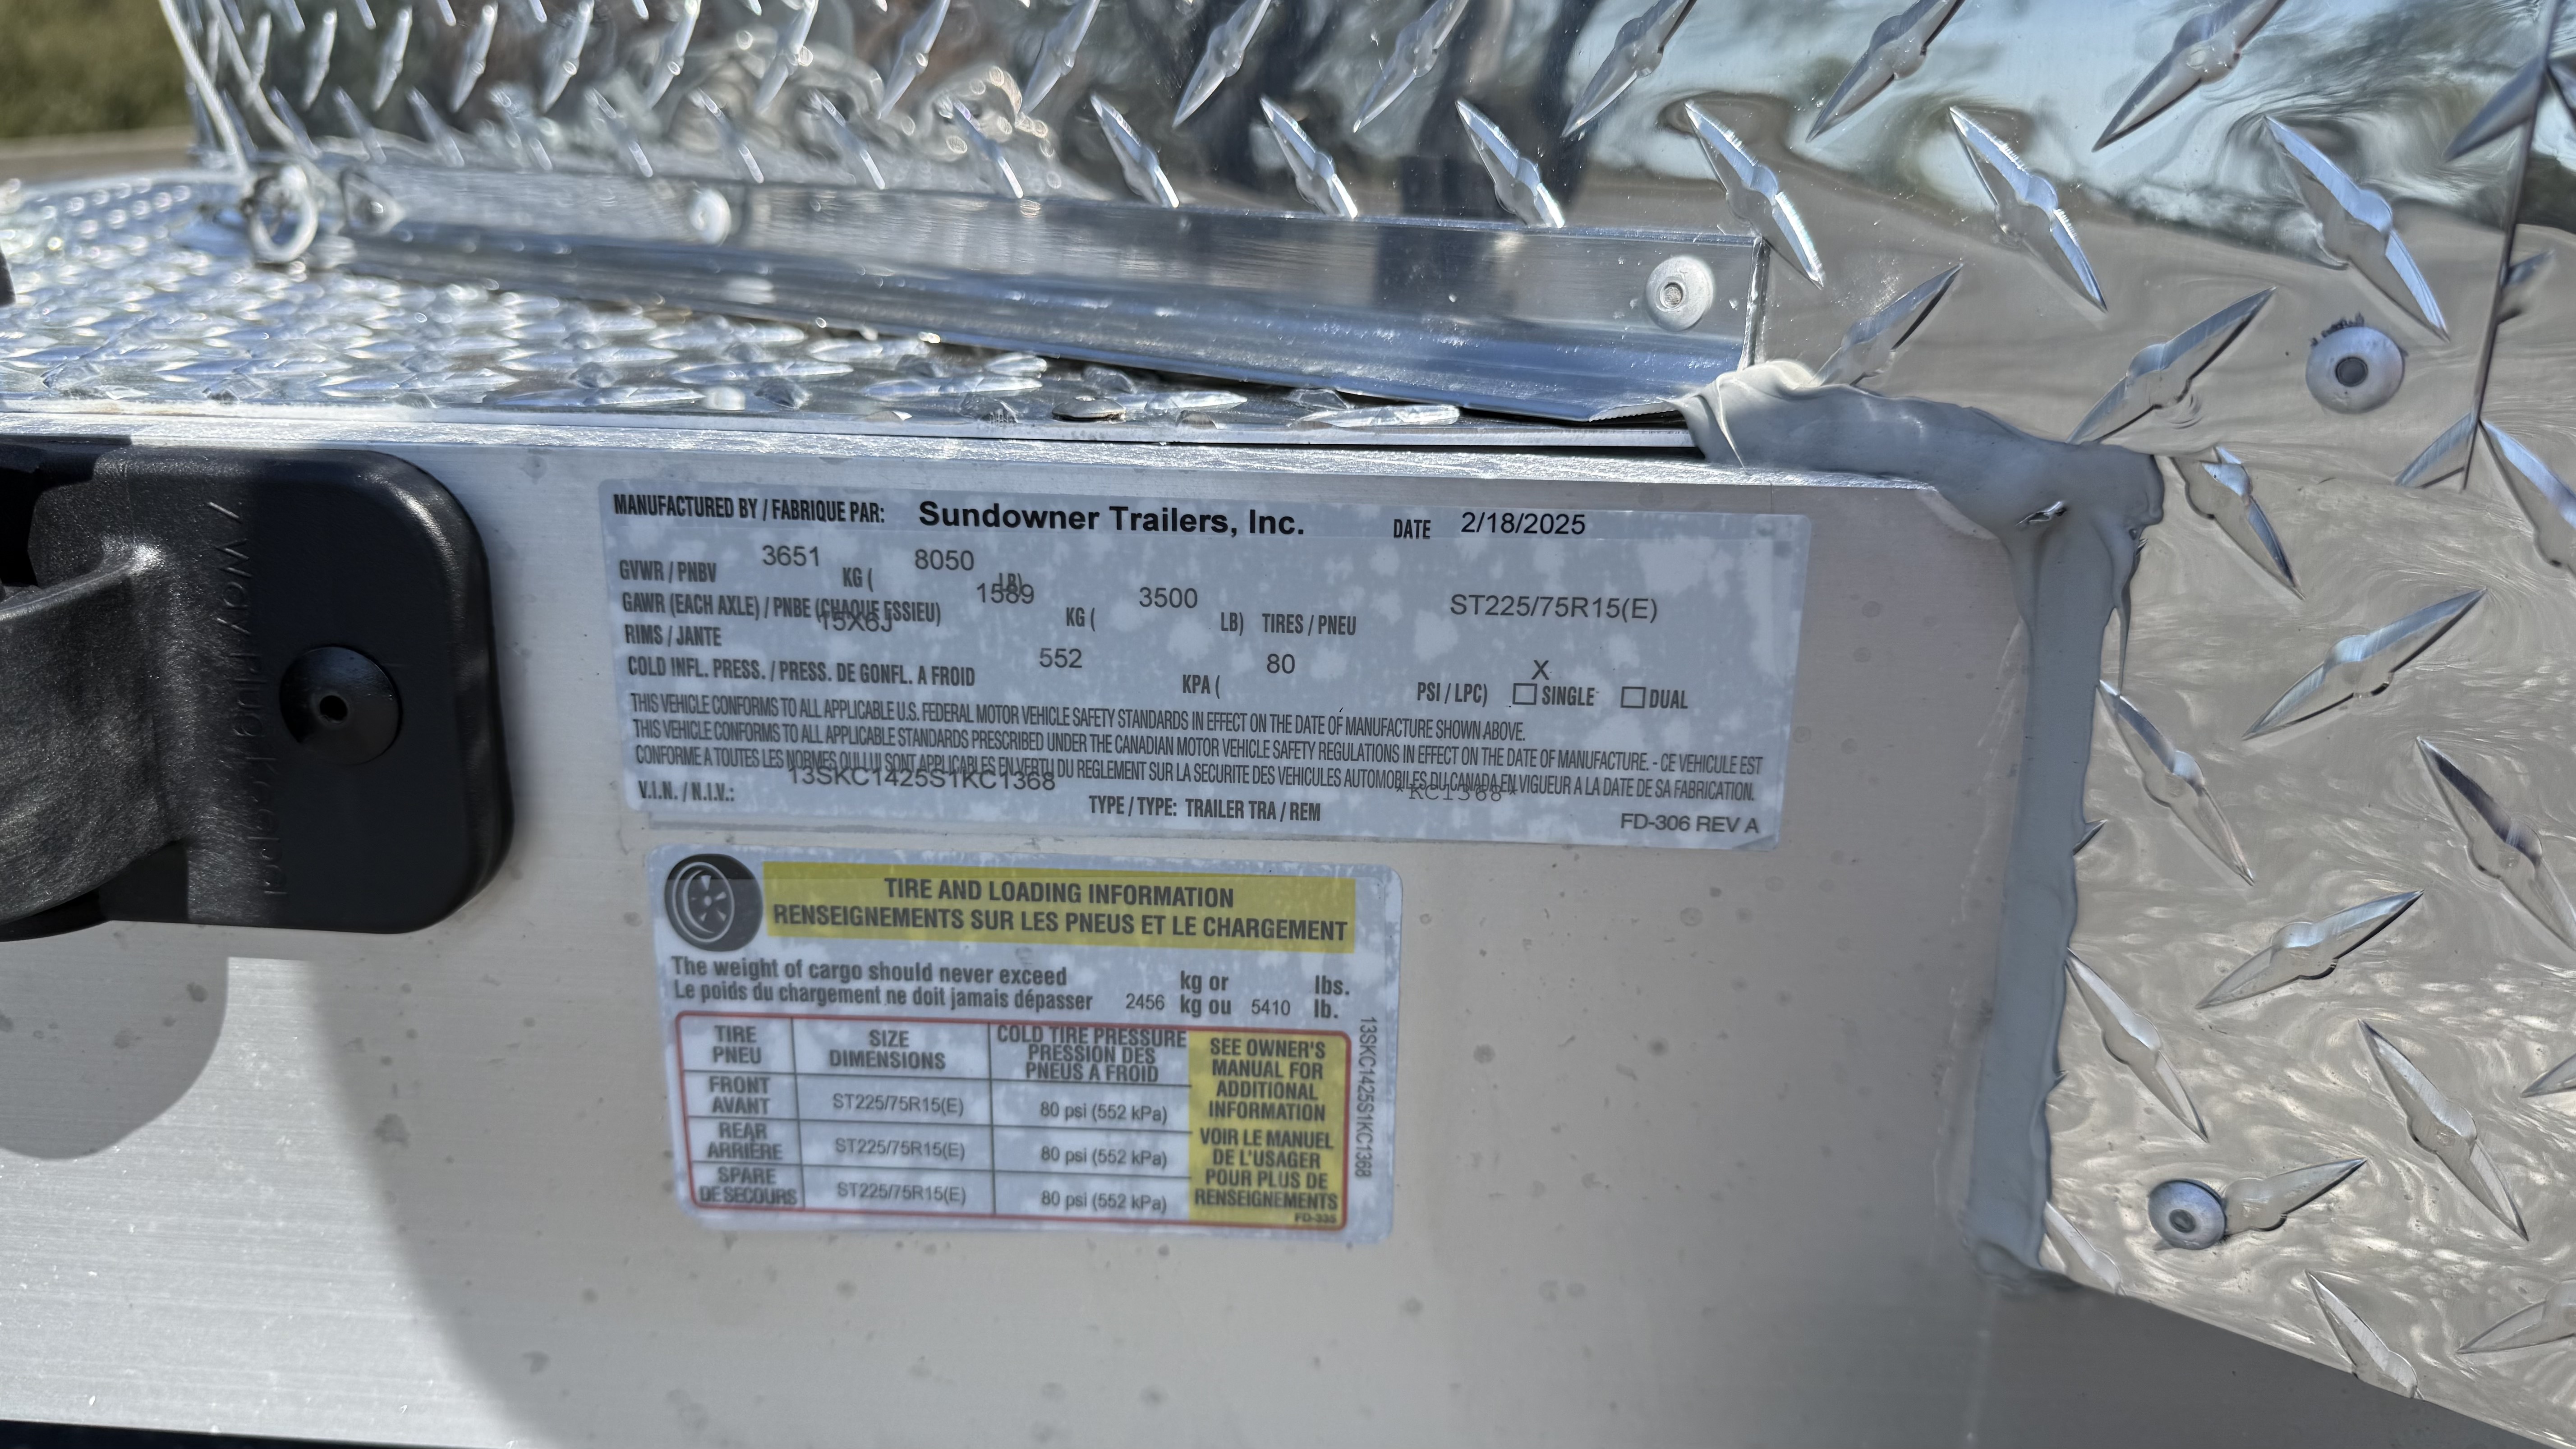 MANUFACTURED BY / FABRIQUE PAR: Sundowner Trailers, Inc. DATE 2/18/2025
GVWR / PNBV 3651 KG ( 8050 LB)
GAWR (EACH AXLE) / PNBE (CHAQUE ESSIEU) 1589 KG ( 3500 LB) TIRES / PNEU ST225/75R15(E)
RIMS / JANTE 15X6J
COLD INFL. PRESS. / PRESS. DE GONFL. A FROID 552 KPA ( 80 PSI / LPC) X SINGLE DUAL
THIS VEHICLE CONFORMS TO ALL APPLICABLE U.S. FEDERAL MOTOR VEHICLE SAFETY STANDARDS IN EFFECT ON THE DATE OF MANUFACTURE SHOWN ABOVE.
THIS VEHICLE CONFORMS TO ALL APPLICABLE STANDARDS PRESCRIBED UNDER THE CANADIAN MOTOR VEHICLE SAFETY REGULATIONS IN EFFECT ON THE DATE OF MANUFACTURE. - CE VEHICULE EST
CONFORME A TOUTES LES NORMES QUI LUI SONT APPLICABLES EN VERTU DU REGLEMENT SUR LA SECURITE DES VEHICULES AUTOMOBILES DU CANADA EN VIGUEUR A LA DATE DE SA FABRICATION.
V.I.N. / N.I.V.: 13SKC1425S1KC1368 TYPE / TYPE: TRAILER TRA / REM *KC1368* FD-306 REV A
TIRE AND LOADING INFORMATION
RENSEIGNEMENTS SUR LES PNEUS ET LE CHARGEMENT
The weight of cargo should never exceed kg or lbs.
Le poids du chargement ne doit jamais dépasser 2456 kg ou 5410 lb.
TIRE
PNEU
SIZE
DIMENSIONS
COLD TIRE PRESSURE
PRESSION DES
PNEUS A FROID
FRONT
AVANT
ST225/75R15(E)
80 psi (552 kPa)
REAR
ARRIÈRE
ST225/75R15(E)
80 psi (552 kPa)
SPARE
DE SECOURS
ST225/75R15(E)
80 psi (552 kPa)
SEE OWNER'S
MANUAL FOR
ADDITIONAL
INFORMATION
VOIR LE MANUEL
DE L'USAGER
POUR PLUS DE
RENSEIGNEMENTS
FD-335
13SKC1425S1KC1368
7 Way Plug